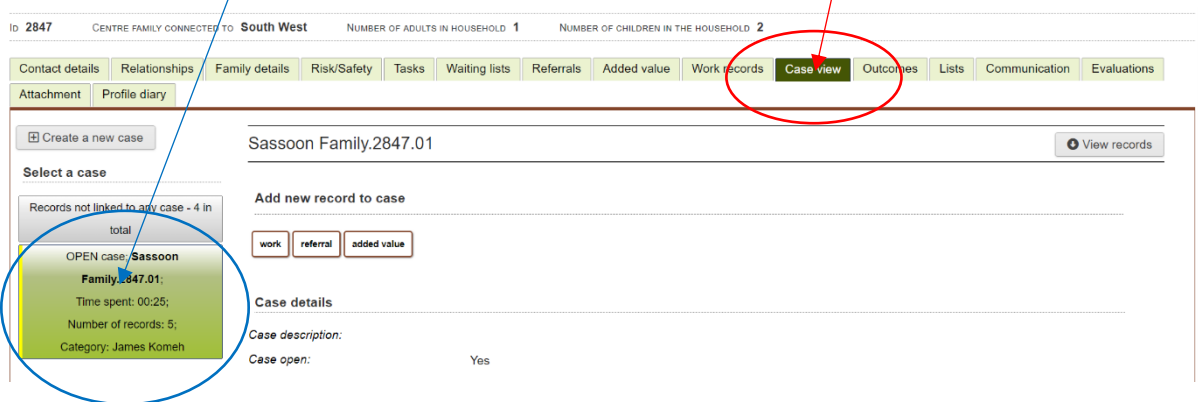 ID 2847 CENTRE FAMILY CONNECTED TO South West NUMBER OF ADULTS IN HOUSEHOLD 1 NUMBER OF CHILDREN IN THE HOUSEHOLD 2
Contact details Relationships Family details Risk/Safety Tasks Waiting lists Referrals Added value Work records Case view Outcomes Lists Communication Evaluations
Attachment Profile diary
Create a new case
Sassoon Family.2847.01
View records
Select a case
Records not linked to any case - 4 in
total
OPEN case: Sassoon
Family.2847.01;
Time spent: 00:25;
Number of records: 5;
Category: James Komeh
Add new record to case
work referral added value
Case details
Case description:
Case open: Yes